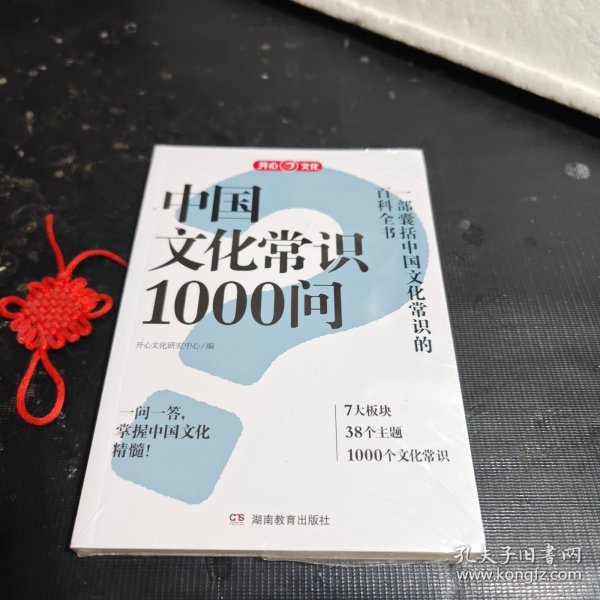 开心 文化
中国
文化常识
1000问
一部囊括中国文化常识的
百科全书
开心文化研究中心/编
一问一答，
掌握中国文化
精髓！
7大板块
38个主题
1000个文化常识
湖南教育出版社
孔夫子旧书网
www.kongfz.com